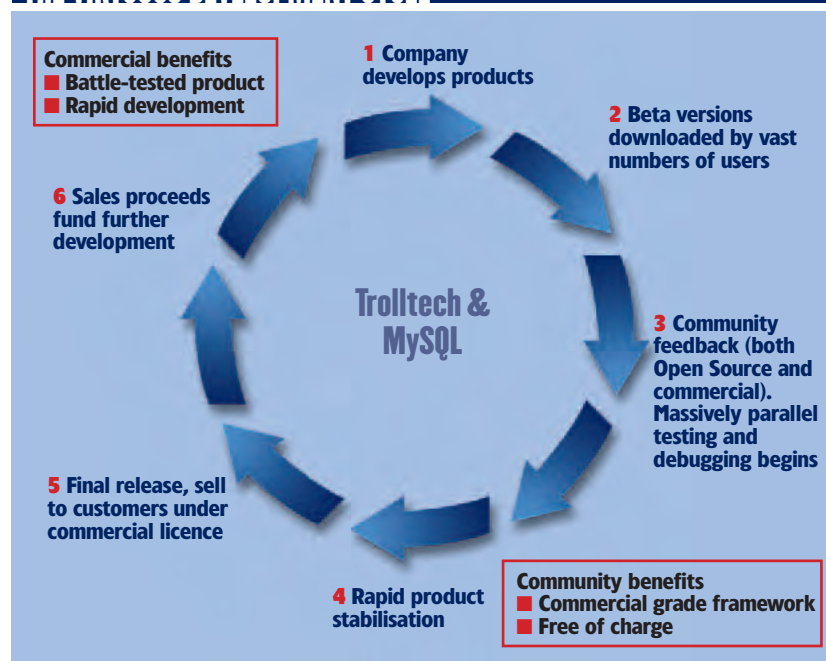 Commercial benefits
■ Battle-tested product
■ Rapid development
1 Company
develops products
2 Beta versions
downloaded by vast
numbers of users
3 Community
feedback (both
Open Source and
commercial).
Massively parallel
testing and
debugging begins
4 Rapid product
stabilisation
5 Final release, sell
to customers under
commercial licence
6 Sales proceeds
fund further
development
Trolltech &
MySQL
Community benefits
■ Commercial grade framework
■ Free of charge